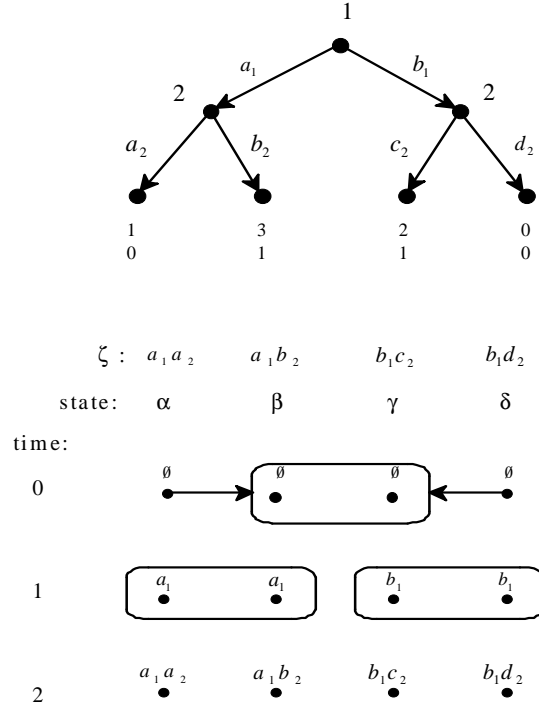 1
a₁ b₁
2 2
a₂ b₂ c₂ d₂
1 3 2 0
0 1 1 0
ζ : a₁a₂ a₁b₂ b₁c₂ b₁d₂
state: α β γ δ
time:
ø ø ø ø
0
a₁ a₁ b₁ b₁
1
a₁a₂ a₁b₂ b₁c₂ b₁d₂
2